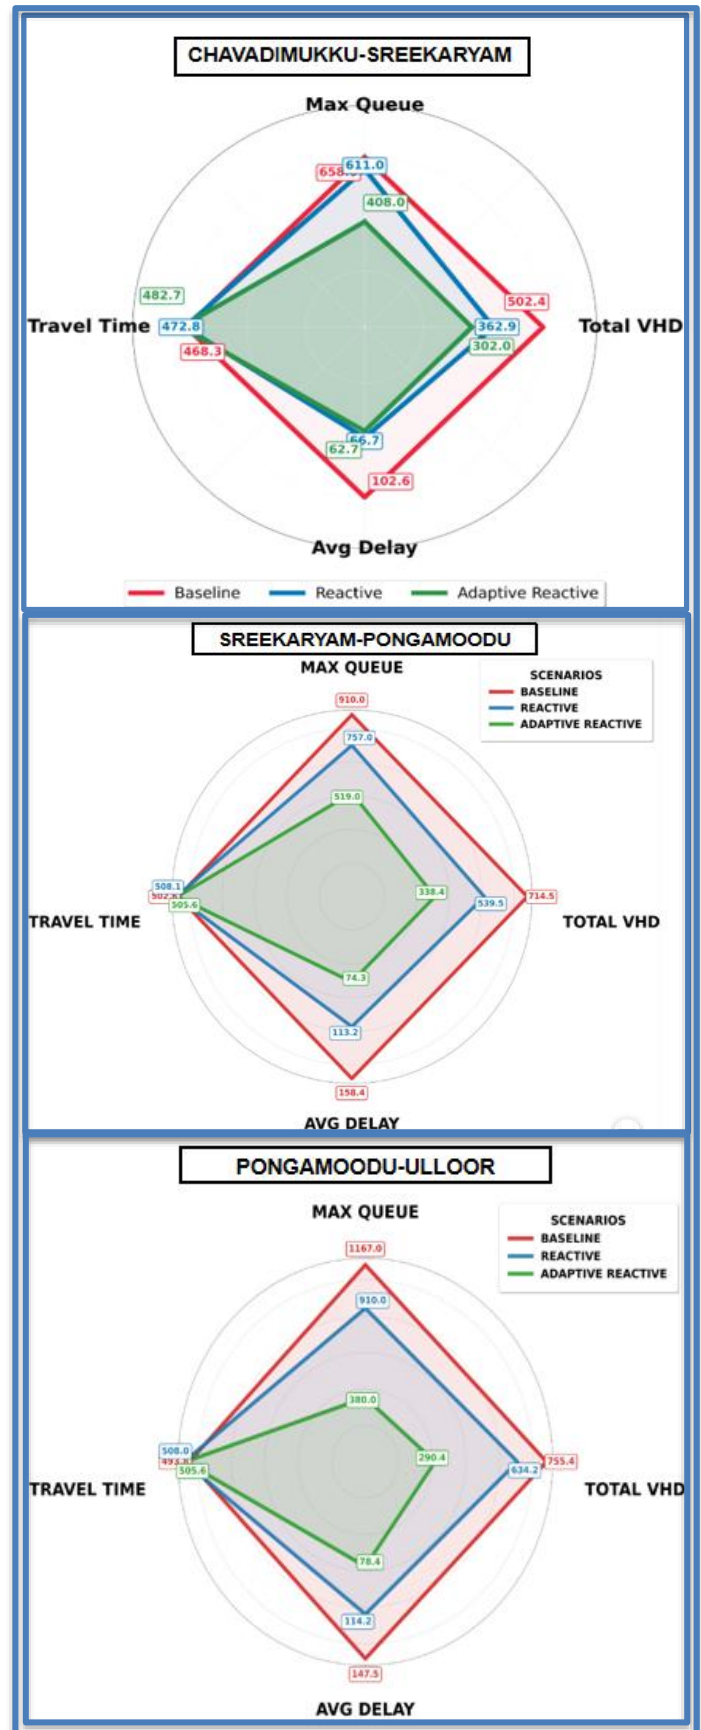 CHAVADIMUKKU-SREEKARYAM
Max Queue
611.0
408.0
482.7
502.4
Travel Time
472.8
362.9
Total VHD
468.3
302.0
66.7
62.7
102.6
Avg Delay
Baseline Reactive Adaptive Reactive
SREEKARYAM-PONGAMOODU
MAX QUEUE
SCENARIOS
BASELINE
REACTIVE
ADAPTIVE REACTIVE
910.0
757.0
519.0
508.1
505.6
338.4
539.5
714.5
TRAVEL TIME
TOTAL VHD
74.3
113.2
158.4
AVG DELAY
PONGAMOODU-ULLOOR
MAX QUEUE
SCENARIOS
BASELINE
REACTIVE
ADAPTIVE REACTIVE
1167.0
910.0
380.0
508.0
505.6
290.4
634.2
755.4
TRAVEL TIME
TOTAL VHD
78.4
114.2
147.5
AVG DELAY